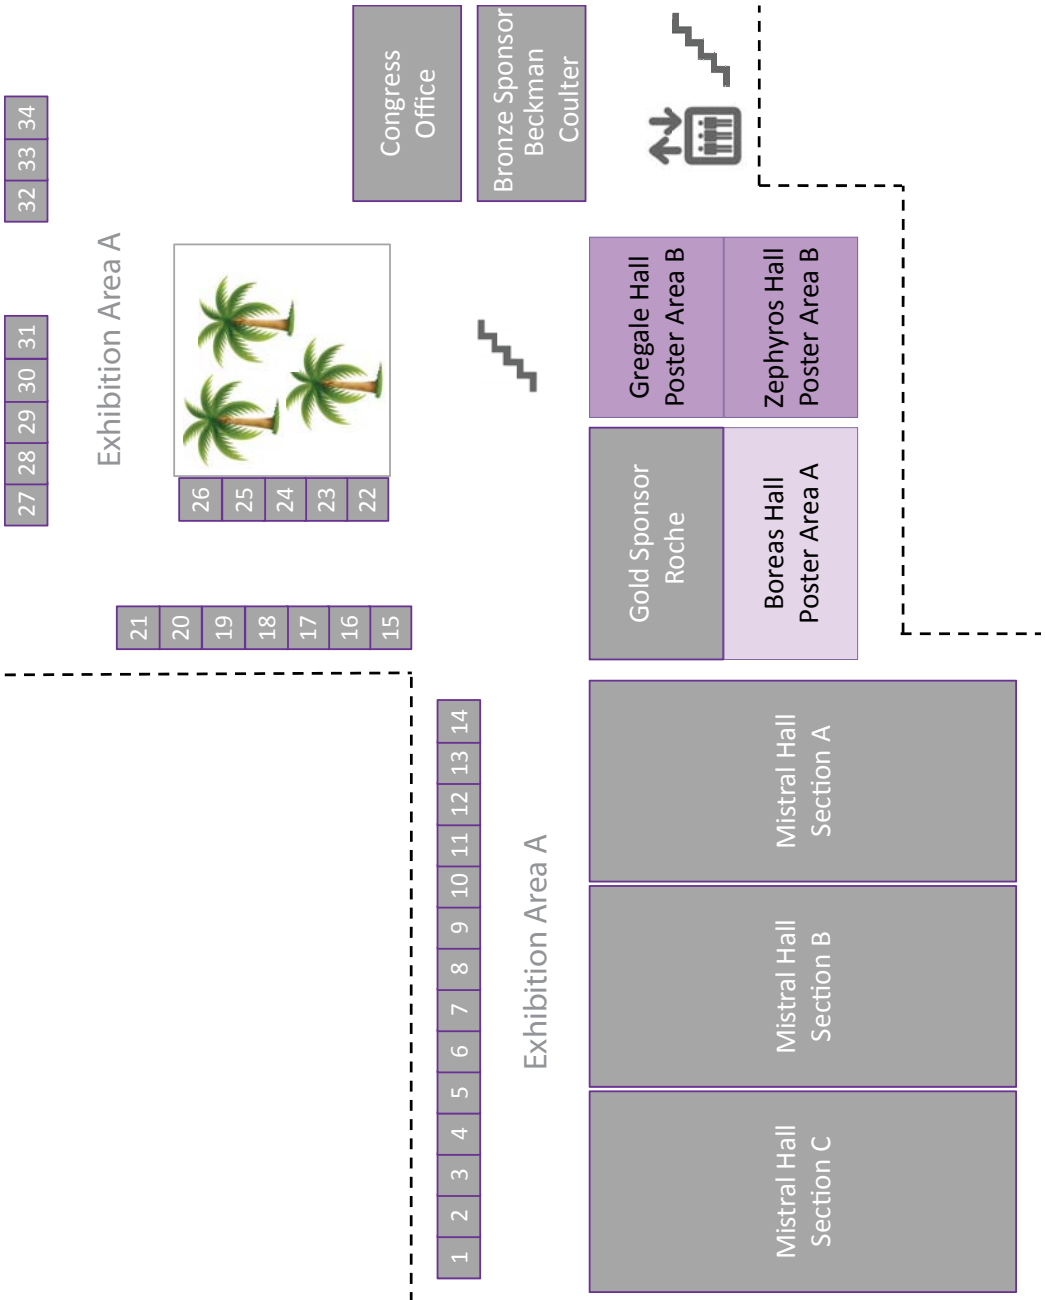 27 28 29 30 31
32 33 34
Exhibition Area A
21
20
19
18
17
16
15
26
25
24
23
22
Congress
Office
Bronze Sponsor
Beckman
Coulter
Gregale Hall
Poster Area B
Zephyros Hall
Poster Area B
Gold Sponsor
Roche
Boreas Hall
Poster Area A
1 2 3 4 5 6 7 8 9 10 11 12 13 14
Exhibition Area A
Mistral Hall
Section C
Mistral Hall
Section B
Mistral Hall
Section A